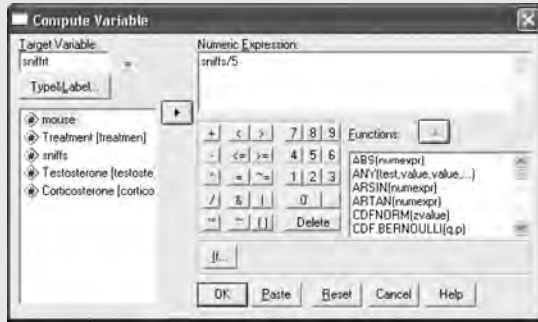 Compute Variable
Target Variable:
sniffrt
=
Type&Label...
mouse
Treatment [treatmen]
sniffs
Testosterone [testoste
Corticosterone [cortico
Numeric Expression:
sniffs/5
+ < > 7 8 9
- <= >= 4 5 6
* = ~= 1 2 3
/ & | 0 .
** ~ ( ) Delete
Functions:
ABS(numexpr)
ANY(test,value,value,...)
ARSIN(numexpr)
ARTAN(numexpr)
CDFNORM(zvalue)
CDF.BERNOULLI(q,p)
If...
OK Paste Reset Cancel Help